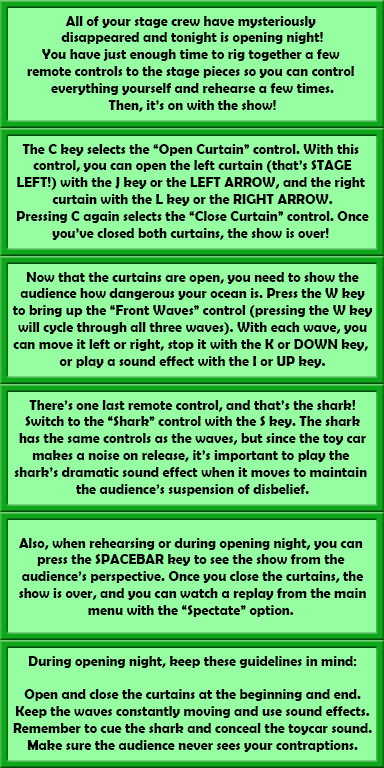 All of your stage crew have mysteriously
disappeared and tonight is opening night!
You have just enough time to rig together a few
remote controls to the stage pieces so you can control
everything yourself and rehearse a few times.
Then, it's on with the show!
The C key selects the "Open Curtain" control. With this
control, you can open the left curtain (that's STAGE
LEFT!) with the J key or the LEFT ARROW, and the right
curtain with the L key or the RIGHT ARROW.
Pressing C again selects the "Close Curtain" control. Once
you've closed both curtains, the show is over!
Now that the curtains are open, you need to show the
audience how dangerous your ocean is. Press the W key
to bring up the "Front Waves" control (pressing the W key
will cycle through all three waves). With each wave, you
can move it left or right, stop it with the K or DOWN key,
or play a sound effect with the I or UP key.
There's one last remote control, and that's the shark!
Switch to the "Shark" control with the S key. The shark
has the same controls as the waves, but since the toy car
makes a noise on release, it's important to play the
shark's dramatic sound effect when it moves to maintain
the audience's suspension of disbelief.
Also, when rehearsing or during opening night, you can
press the SPACEBAR key to see the show from the
audience's perspective. Once you close the curtains, the
show is over, and you can watch a replay from the main
menu with the "Spectate" option.
During opening night, keep these guidelines in mind:
Open and close the curtains at the beginning and end.
Keep the waves constantly moving and use sound effects.
Remember to cue the shark and conceal the toycar sound.
Make sure the audience never sees your contraptions.